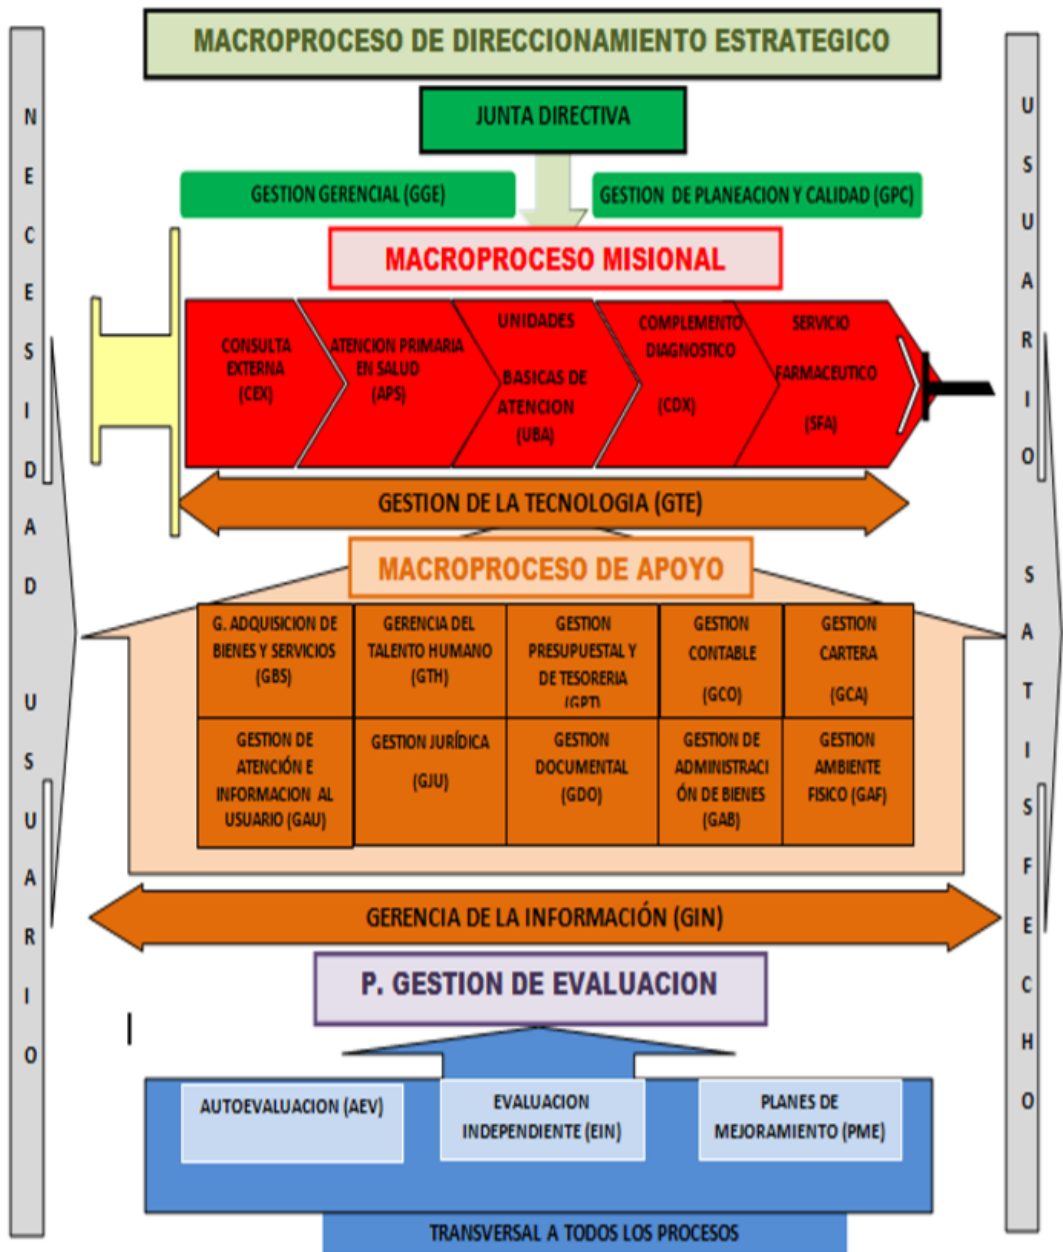 MACROPROCESO DE DIRECCIONAMIENTO ESTRATEGICO
JUNTA DIRECTIVA
GESTION GERENCIAL (GGE)
GESTION DE PLANEACION Y CALIDAD (GPC)
MACROPROCESO MISIONAL
CONSULTA
EXTERNA
(CEX)
ATENCION PRIMARIA
EN SALUD
(APS)
UNIDADES
BASICAS DE
ATENCION
(UBA)
COMPLEMENTO
DIAGNOSTICO
(CDX)
SERVICIO
FARMACEUTICO
(SFA)
GESTION DE LA TECNOLOGIA (GTE)
MACROPROCESO DE APOYO
G. ADQUISICION DE
BIENES Y SERVICIOS
(GBS)
GERENCIA DEL
TALENTO HUMANO
(GTH)
GESTION
PRESUPUESTAL Y
DE TESORERIA
(GPT)
GESTION
CONTABLE
(GCO)
GESTION
CARTERA
(GCA)
GESTION DE
ATENCIÓN E
INFORMACION AL
USUARIO (GAU)
GESTION JURÍDICA
(GJU)
GESTION
DOCUMENTAL
(GDO)
GESTION DE
ADMINISTRACI
ÓN DE BIENES
(GAB)
GESTION
AMBIENTE
FISICO (GAF)
GERENCIA DE LA INFORMACIÓN (GIN)
P. GESTION DE EVALUACION
AUTOEVALUACION (AEV)
EVALUACION
INDEPENDIENTE (EIN)
PLANES DE
MEJORAMIENTO (PME)
TRANSVERSAL A TODOS LOS PROCESOS
NECESIDAD USUARIO
USUARIO SATISFECHO